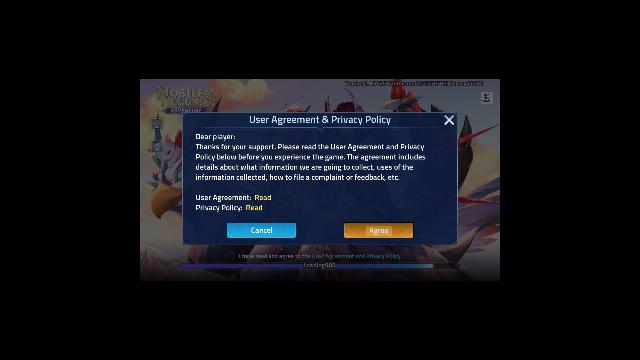 MOBILE
LEGENDS
ADVENTURE
User Agreement & Privacy Policy
Dear player:
Thanks for your support. Please read the User Agreement and Privacy
Policy below before you experience the game. The agreement includes
details about what information we are going to collect, uses of the
information collected, how to file a complaint or feedback, etc.
User Agreement: Read
Privacy Policy: Read
Cancel
Agree
I have read and agree to the User Agreement and Privacy Policy.